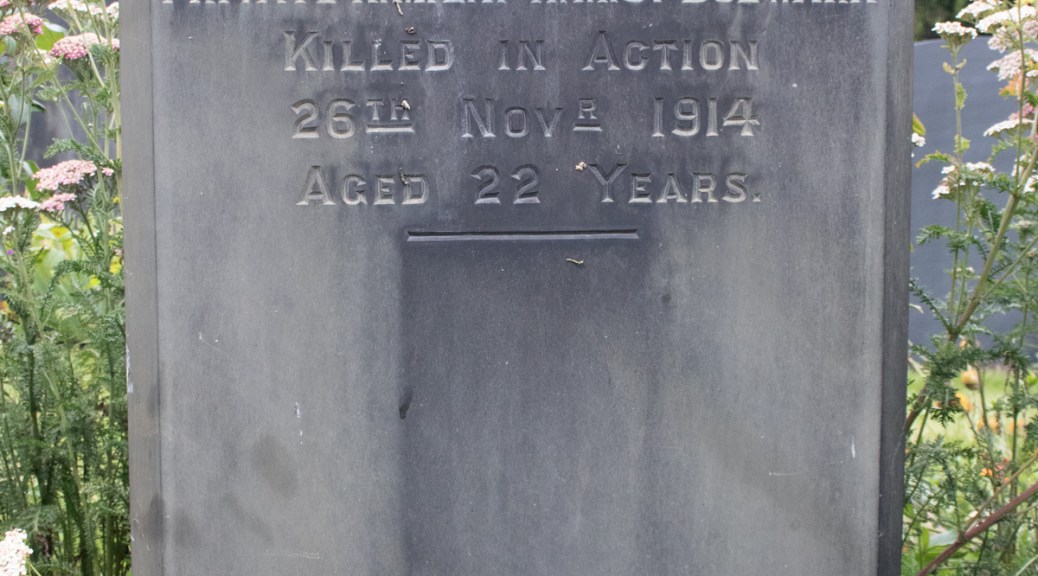 Killed in Action
26th Novr 1914
Aged 22 Years.